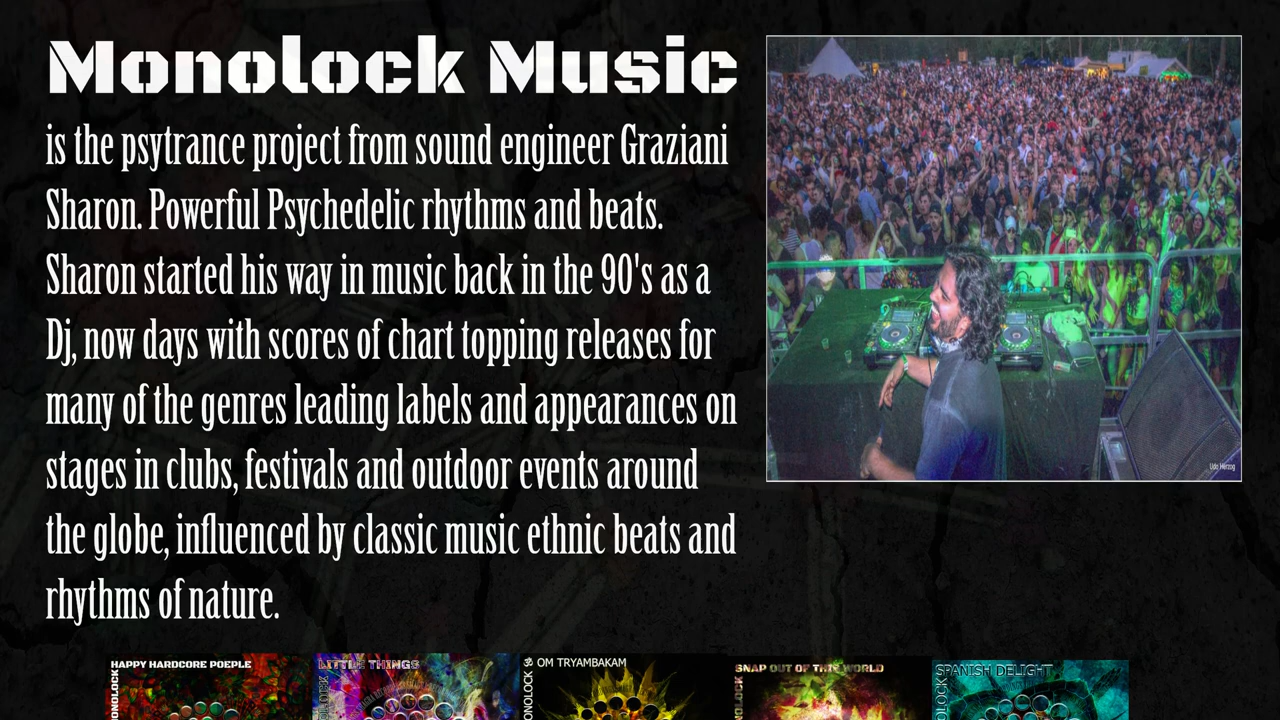 Monolock Music
is the psytrance project from sound engineer Graziani
Sharon. Powerful Psychedelic rhythms and beats.
Sharon started his way in music back in the 90's as a
Dj, now days with scores of chart topping releases for
many of the genres leading labels and appearances on
stages in clubs, festivals and outdoor events around
the globe, influenced by classic music ethnic beats and
rhythms of nature.
Udo Herzog
HAPPY HARDCORE POEPLE
LITTLE THINGS
OM TRYAMBAKAM
SNAP OUT OF THIS WORLD
SPANISH DELIGHT